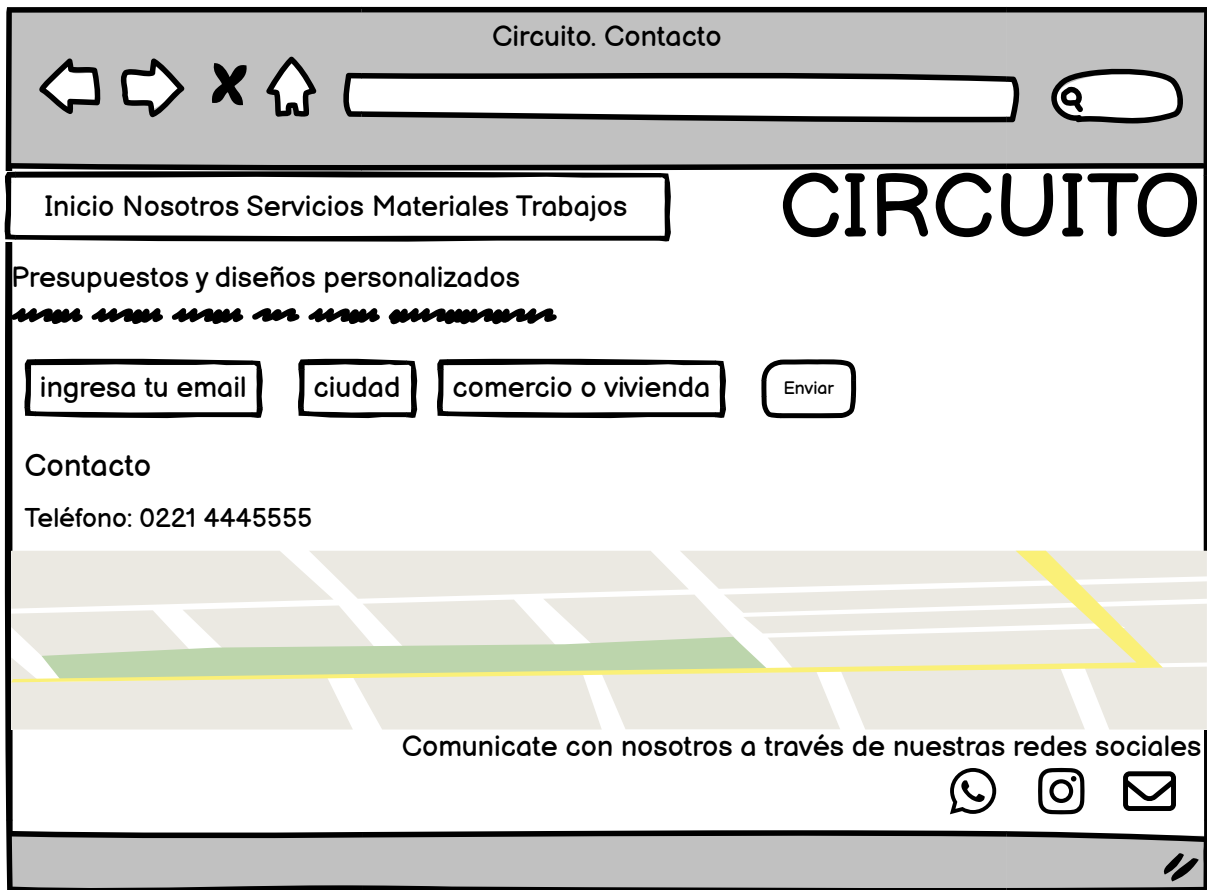 Circuito. Contacto
Inicio Nosotros Servicios Materiales Trabajos
CIRCUITO
Presupuestos y diseños personalizados
ingresa tu email
ciudad
comercio o vivienda
Enviar
Contacto
Teléfono: 0221 4445555
Comunicate con nosotros a través de nuestras redes sociales